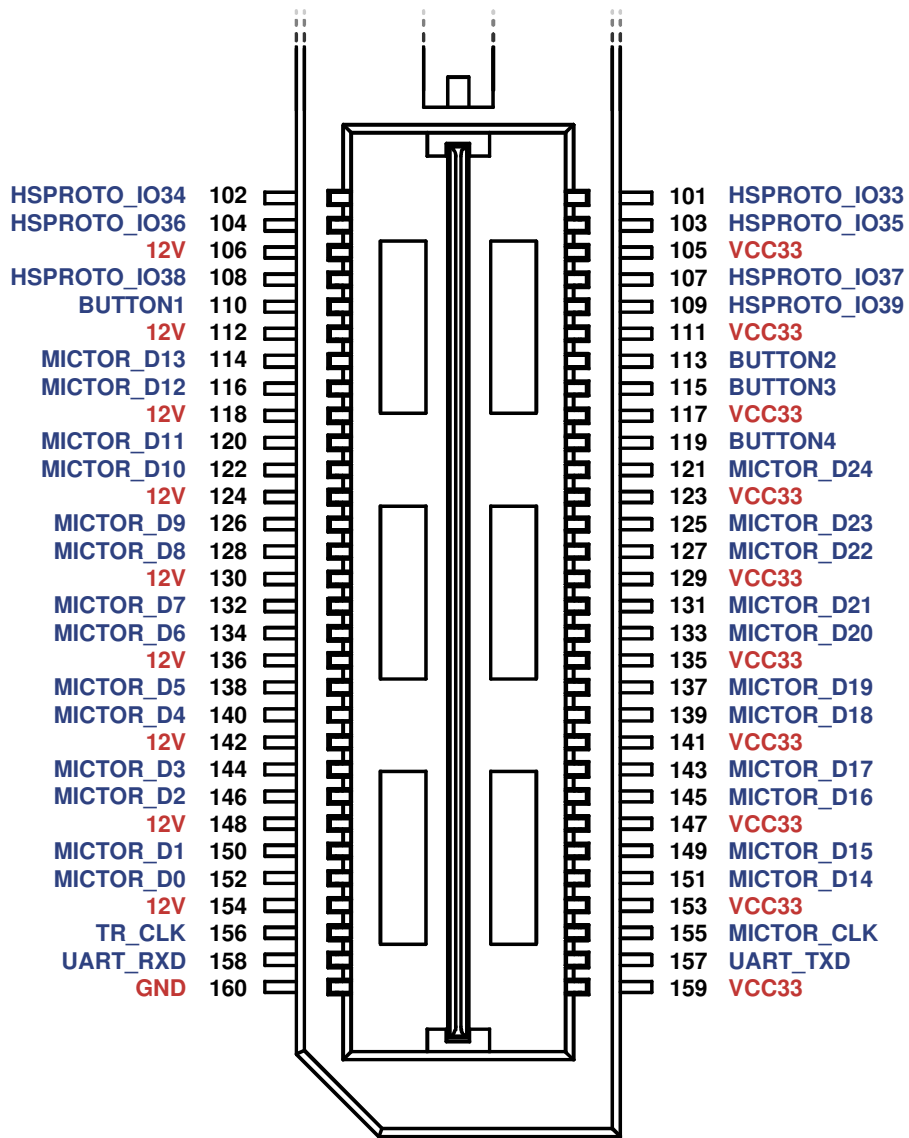 HSPROTO_IO34 102 101 HSPROTO_IO33
HSPROTO_IO36 104 103 HSPROTO_IO35
12V 106 105 VCC33
HSPROTO_IO38 108 107 HSPROTO_IO37
BUTTON1 110 109 HSPROTO_IO39
12V 112 111 VCC33
MICTOR_D13 114 113 BUTTON2
MICTOR_D12 116 115 BUTTON3
12V 118 117 VCC33
MICTOR_D11 120 119 BUTTON4
MICTOR_D10 122 121 MICTOR_D24
12V 124 123 VCC33
MICTOR_D9 126 125 MICTOR_D23
MICTOR_D8 128 127 MICTOR_D22
12V 130 129 VCC33
MICTOR_D7 132 131 MICTOR_D21
MICTOR_D6 134 133 MICTOR_D20
12V 136 135 VCC33
MICTOR_D5 138 137 MICTOR_D19
MICTOR_D4 140 139 MICTOR_D18
12V 142 141 VCC33
MICTOR_D3 144 143 MICTOR_D17
MICTOR_D2 146 145 MICTOR_D16
12V 148 147 VCC33
MICTOR_D1 150 149 MICTOR_D15
MICTOR_D0 152 151 MICTOR_D14
12V 154 153 VCC33
TR_CLK 156 155 MICTOR_CLK
UART_RXD 158 157 UART_TXD
GND 160 159 VCC33